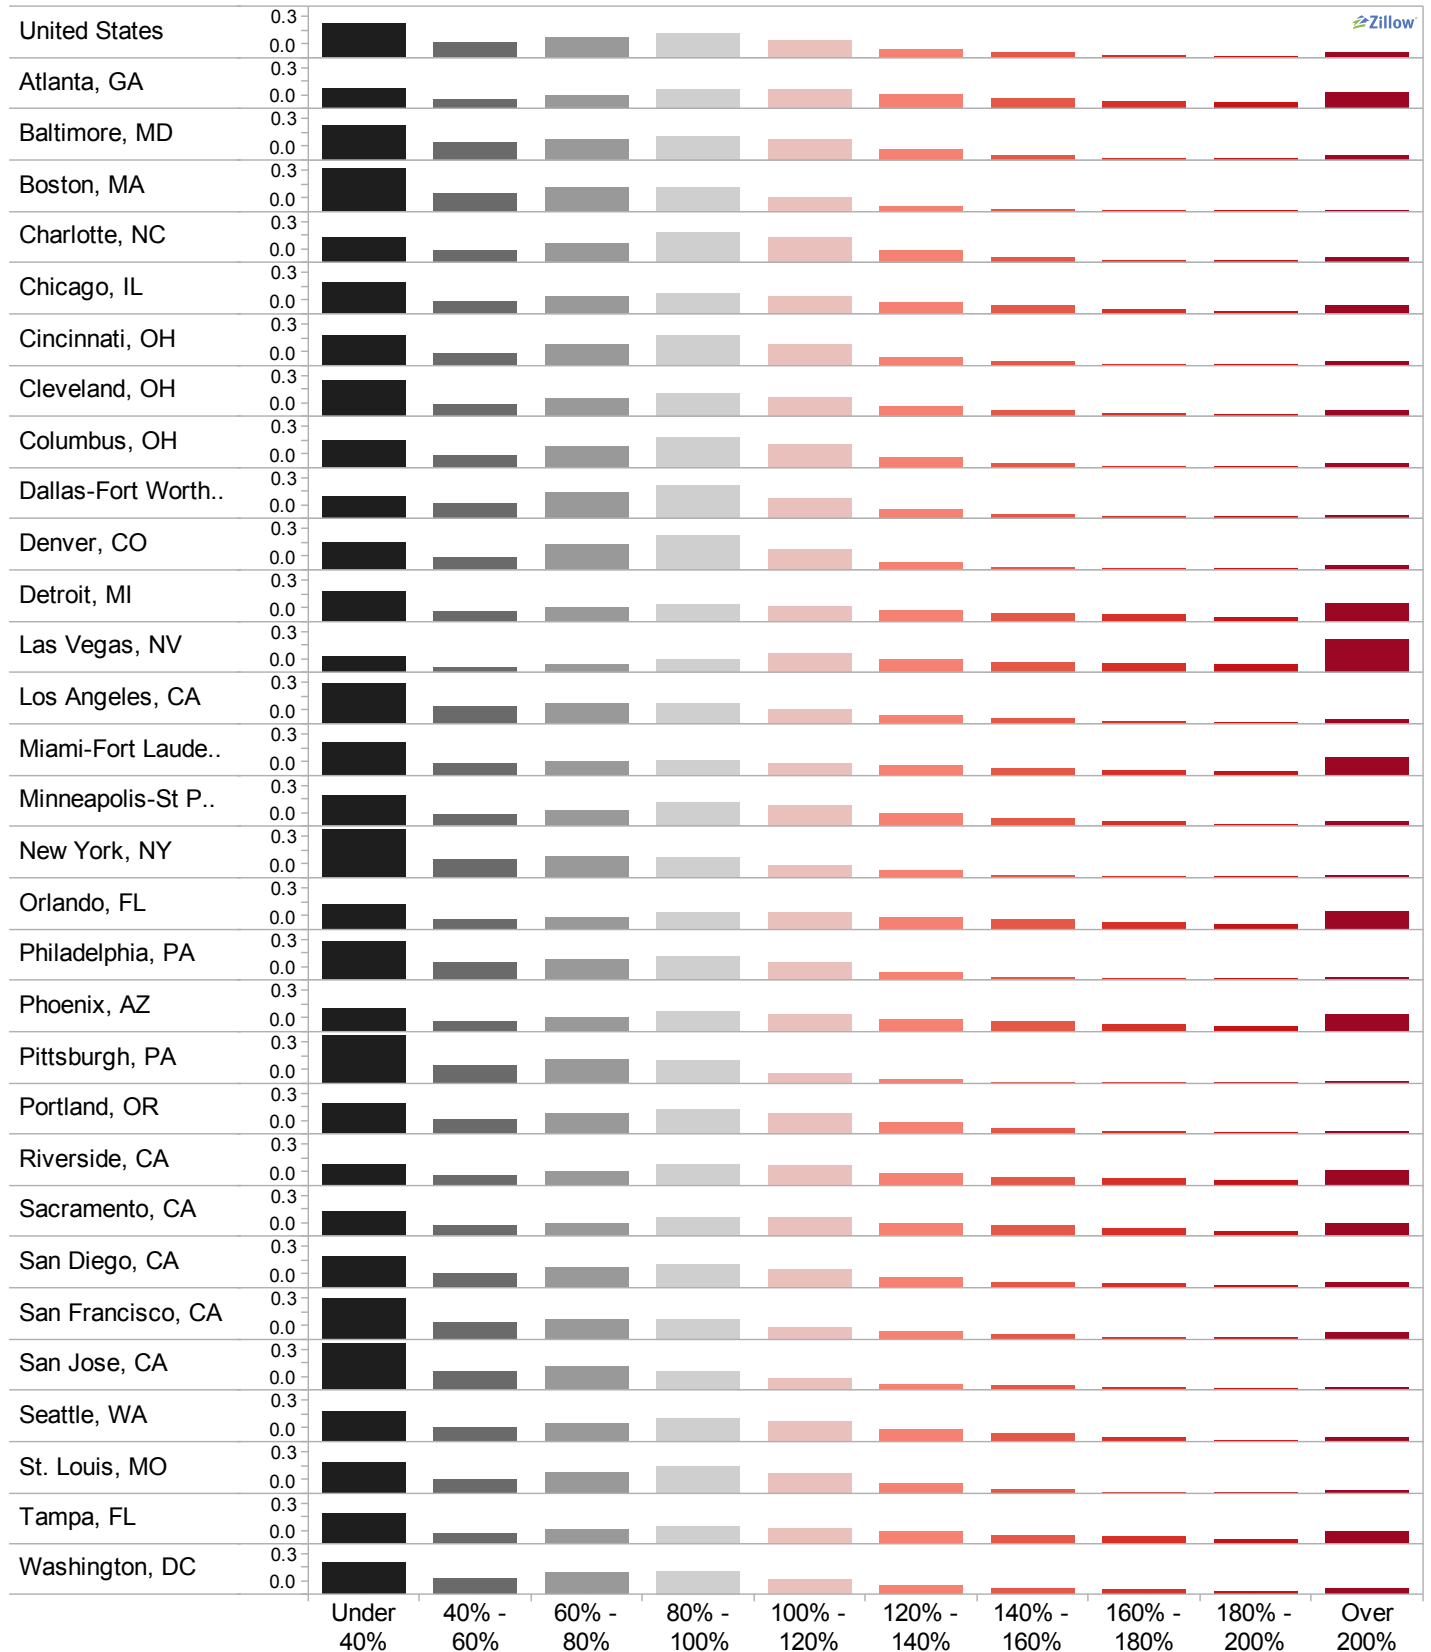 United States 0.3 0.0 Zillow
Atlanta, GA 0.3 0.0
Baltimore, MD 0.3 0.0
Boston, MA 0.3 0.0
Charlotte, NC 0.3 0.0
Chicago, IL 0.3 0.0
Cincinnati, OH 0.3 0.0
Cleveland, OH 0.3 0.0
Columbus, OH 0.3 0.0
Dallas-Fort Worth.. 0.3 0.0
Denver, CO 0.3 0.0
Detroit, MI 0.3 0.0
Las Vegas, NV 0.3 0.0
Los Angeles, CA 0.3 0.0
Miami-Fort Laude.. 0.3 0.0
Minneapolis-St P.. 0.3 0.0
New York, NY 0.3 0.0
Orlando, FL 0.3 0.0
Philadelphia, PA 0.3 0.0
Phoenix, AZ 0.3 0.0
Pittsburgh, PA 0.3 0.0
Portland, OR 0.3 0.0
Riverside, CA 0.3 0.0
Sacramento, CA 0.3 0.0
San Diego, CA 0.3 0.0
San Francisco, CA 0.3 0.0
San Jose, CA 0.3 0.0
Seattle, WA 0.3 0.0
St. Louis, MO 0.3 0.0
Tampa, FL 0.3 0.0
Washington, DC 0.3 0.0
Under 40% - 60% - 80% - 100% - 120% - 140% - 160% - 180% - Over
40% 60% 80% 100% 120% 140% 160% 180% 200% 200%